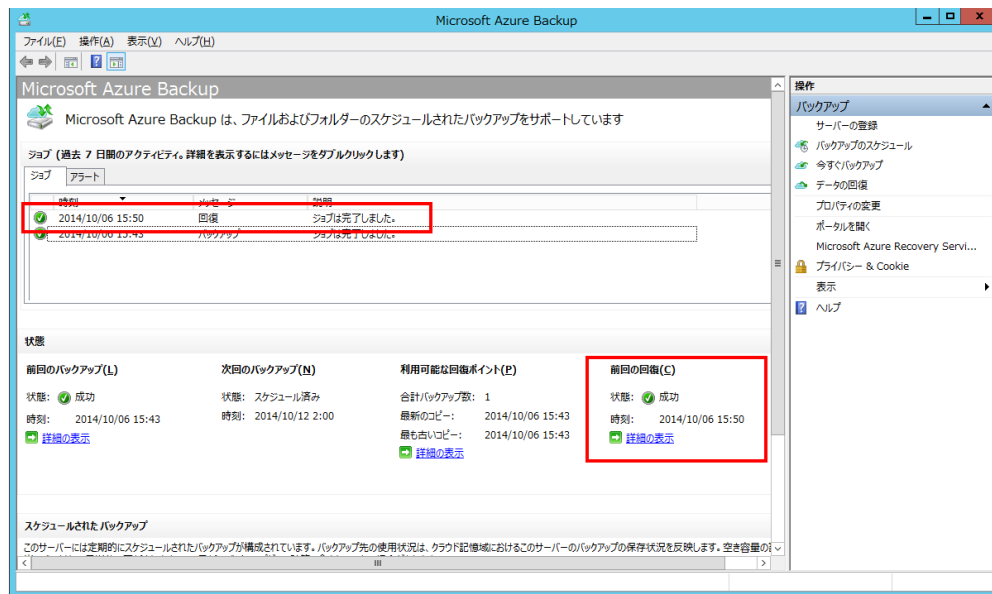 Microsoft Azure Backup
ファイル(F) 操作(A) 表示(V) ヘルプ(H)
Microsoft Azure Backup
Microsoft Azure Backup は、ファイルおよびフォルダーのスケジュールされたバックアップをサポートしています
ジョブ (過去 7 日間のアクティビティ。詳細を表示するにはメッセージをダブルクリックします)
ジョブ アラート
時刻 メッセージ 説明
2014/10/06 15:50 回復 ジョブは完了しました。
2014/10/06 15:43 バックアップ ジョブは完了しました。
状態
前回のバックアップ(L)
状態: 成功
時刻: 2014/10/06 15:43
詳細の表示
次回のバックアップ(N)
状態: スケジュール済み
時刻: 2014/10/12 2:00
利用可能な回復ポイント(P)
合計バックアップ数: 1
最新のコピー: 2014/10/06 15:43
最も古いコピー: 2014/10/06 15:43
詳細の表示
前回の回復(C)
状態: 成功
時刻: 2014/10/06 15:50
詳細の表示
スケジュールされた バックアップ
このサーバーには定期的にスケジュールされたバックアップが構成されています。バックアップ先の使用状況は、クラウド記憶域におけるこのサーバーのバックアップの保存状況を反映します。空き容量の
操作
バックアップ
サーバーの登録
バックアップのスケジュール
今すぐバックアップ
データの回復
プロパティの変更
ポータルを開く
Microsoft Azure Recovery Servi...
プライバシー & Cookie
表示
ヘルプ